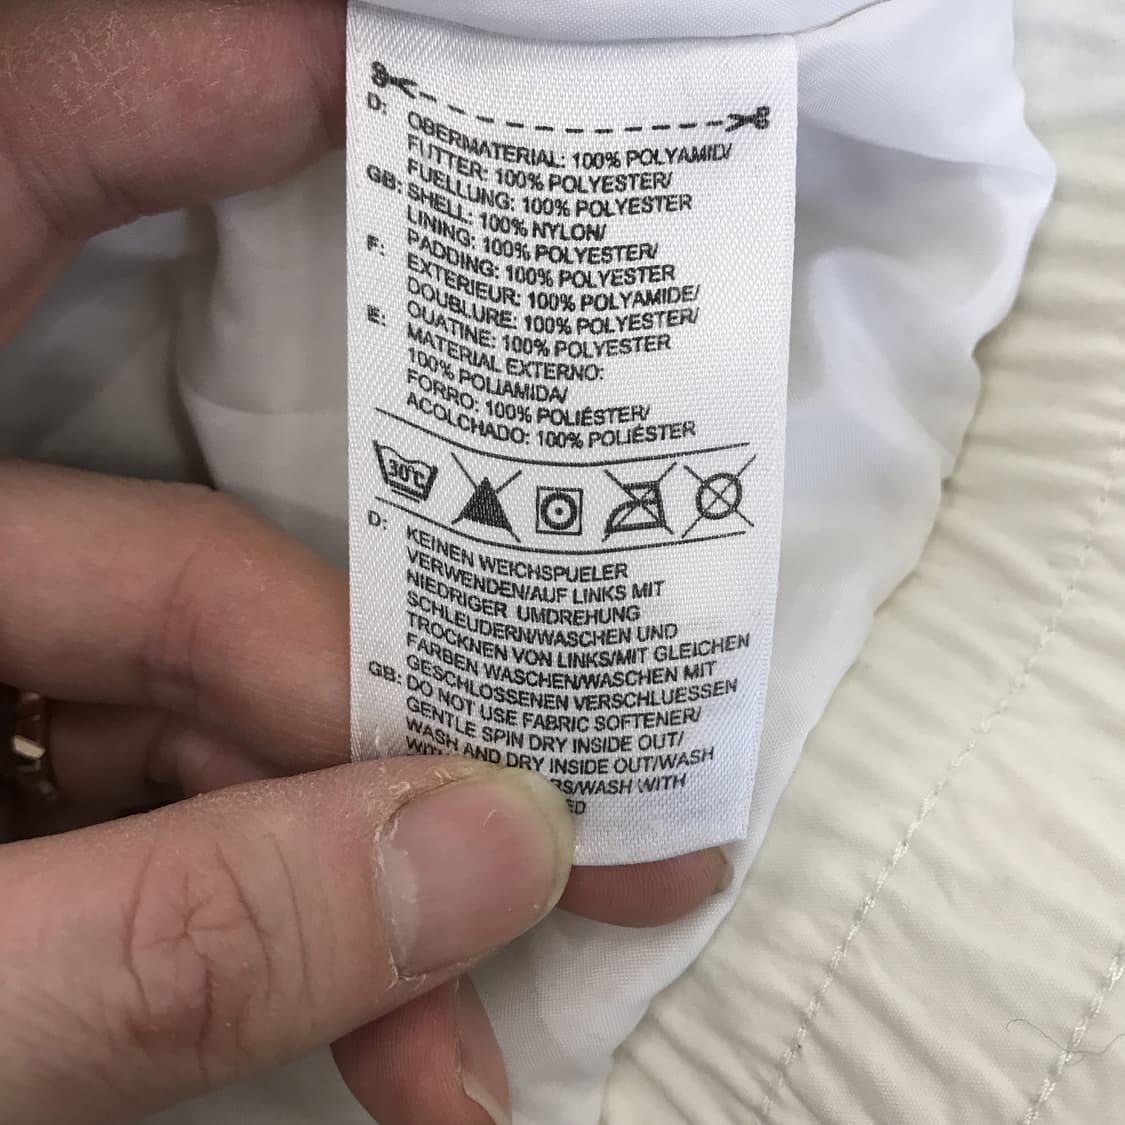 D: OBERMATERIAL: 100% POLYAMID/
FUTTER: 100% POLYESTER/
FUELLUNG: 100% POLYESTER
GB: SHELL: 100% NYLON/
LINING: 100% POLYESTER/
PADDING: 100% POLYESTER
F: EXTERIEUR: 100% POLYAMIDE/
DOUBLURE: 100% POLYESTER/
OUATINE: 100% POLYESTER
E: MATERIAL EXTERNO:
100% POLIAMIDA/
FORRO: 100% POLIÉSTER/
ACOLCHADO: 100% POLIÉSTER
30°C
D: KEINEN WEICHSPUELER
VERWENDEN/AUF LINKS MIT
NIEDRIGER UMDREHUNG
SCHLEUDERN/WASCHEN UND
TROCKNEN VON LINKS/MIT GLEICHEN
FARBEN WASCHEN/WASCHEN MIT
GESCHLOSSENEN VERSCHLUESSEN
GB: DO NOT USE FABRIC SOFTENER/
GENTLE SPIN DRY INSIDE OUT/
WASH AND DRY INSIDE OUT/WASH
RS/WASH WITH
ED